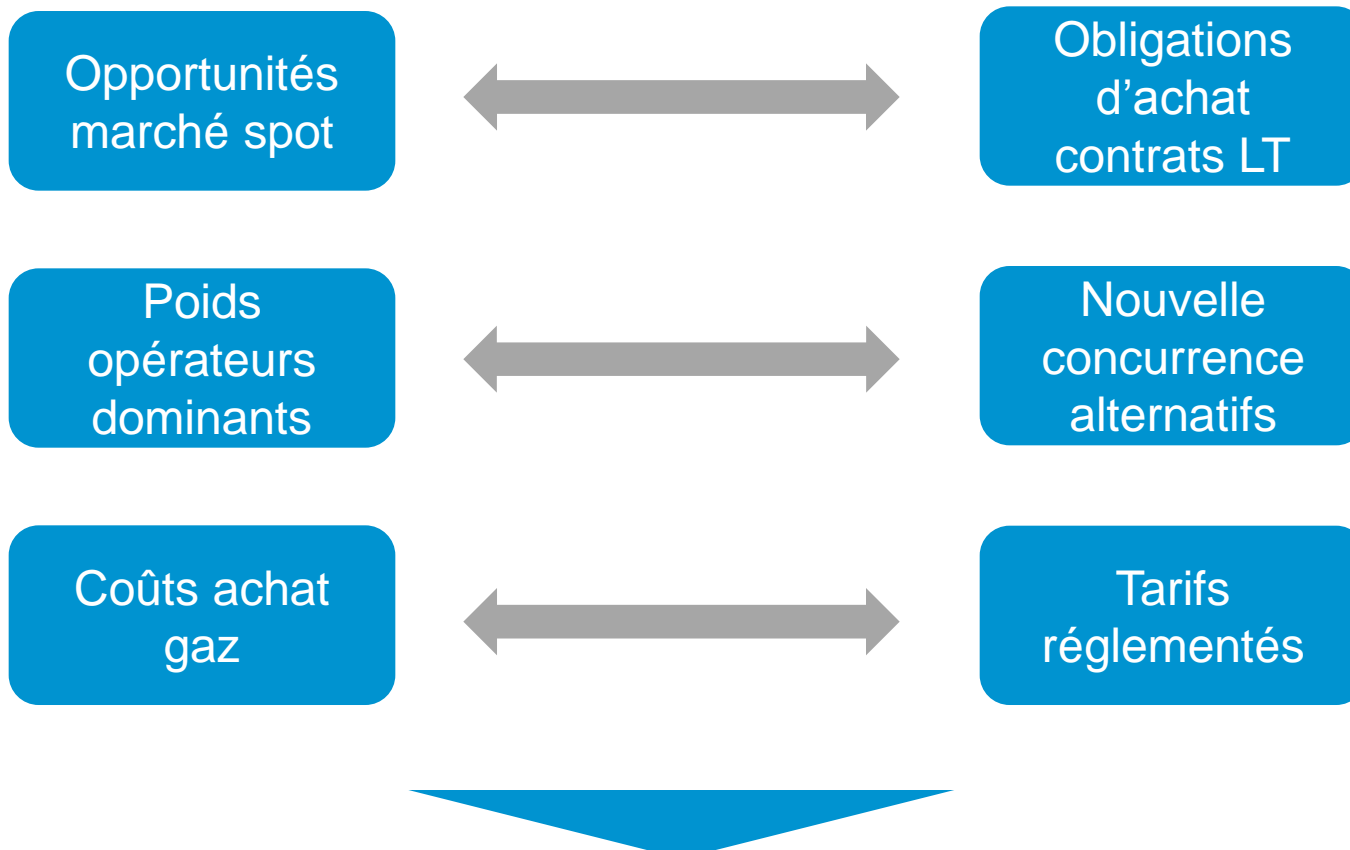 Opportunités
marché spot
Obligations
d’achat
contrats LT
Poids
opérateurs
dominants
Nouvelle
concurrence
alternatifs
Coûts achat
gaz
Tarifs
réglementés